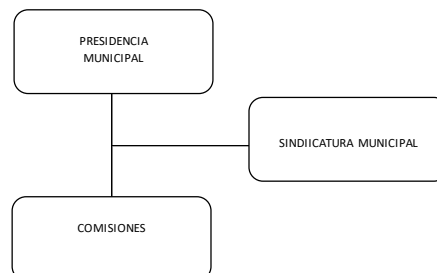 PRESIDENCIA
MUNICIPAL
SINDIICATURA MUNICIPAL
COMISIONES